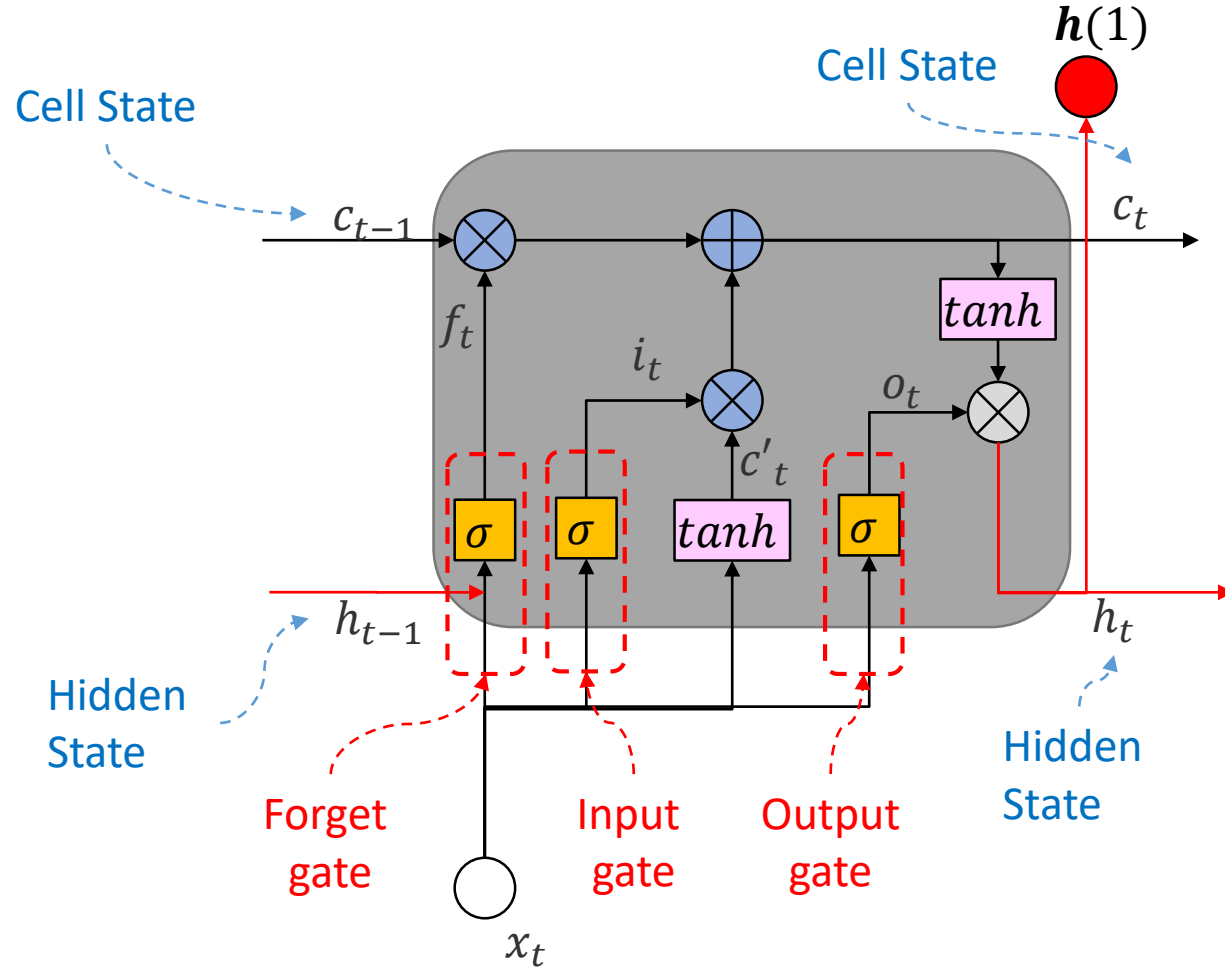 h(1)
Cell State
Cell State
c_{t−1}
c_t
tanh
f_t
i_t
o_t
c'_t
σ
σ
tanh
σ
h_{t−1}
h_t
Hidden
State
Hidden
State
Forget
gate
Input
gate
Output
gate
x_t